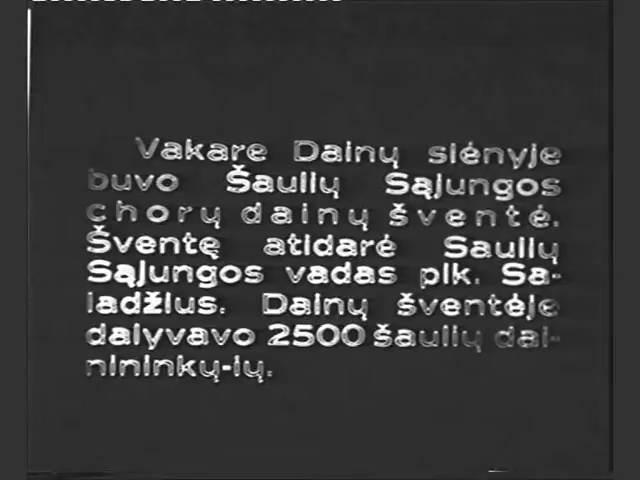 Vakare Dainų slėnyje
buvo Šaulių Sąjungos
chorų dainų šventė.
Šventę atidarė Saulių
Sąjungos vadas plk. Sa-
ladžius. Dainų šventėje
dalyvavo 2500 šaulių dai-
nininkų-ių.